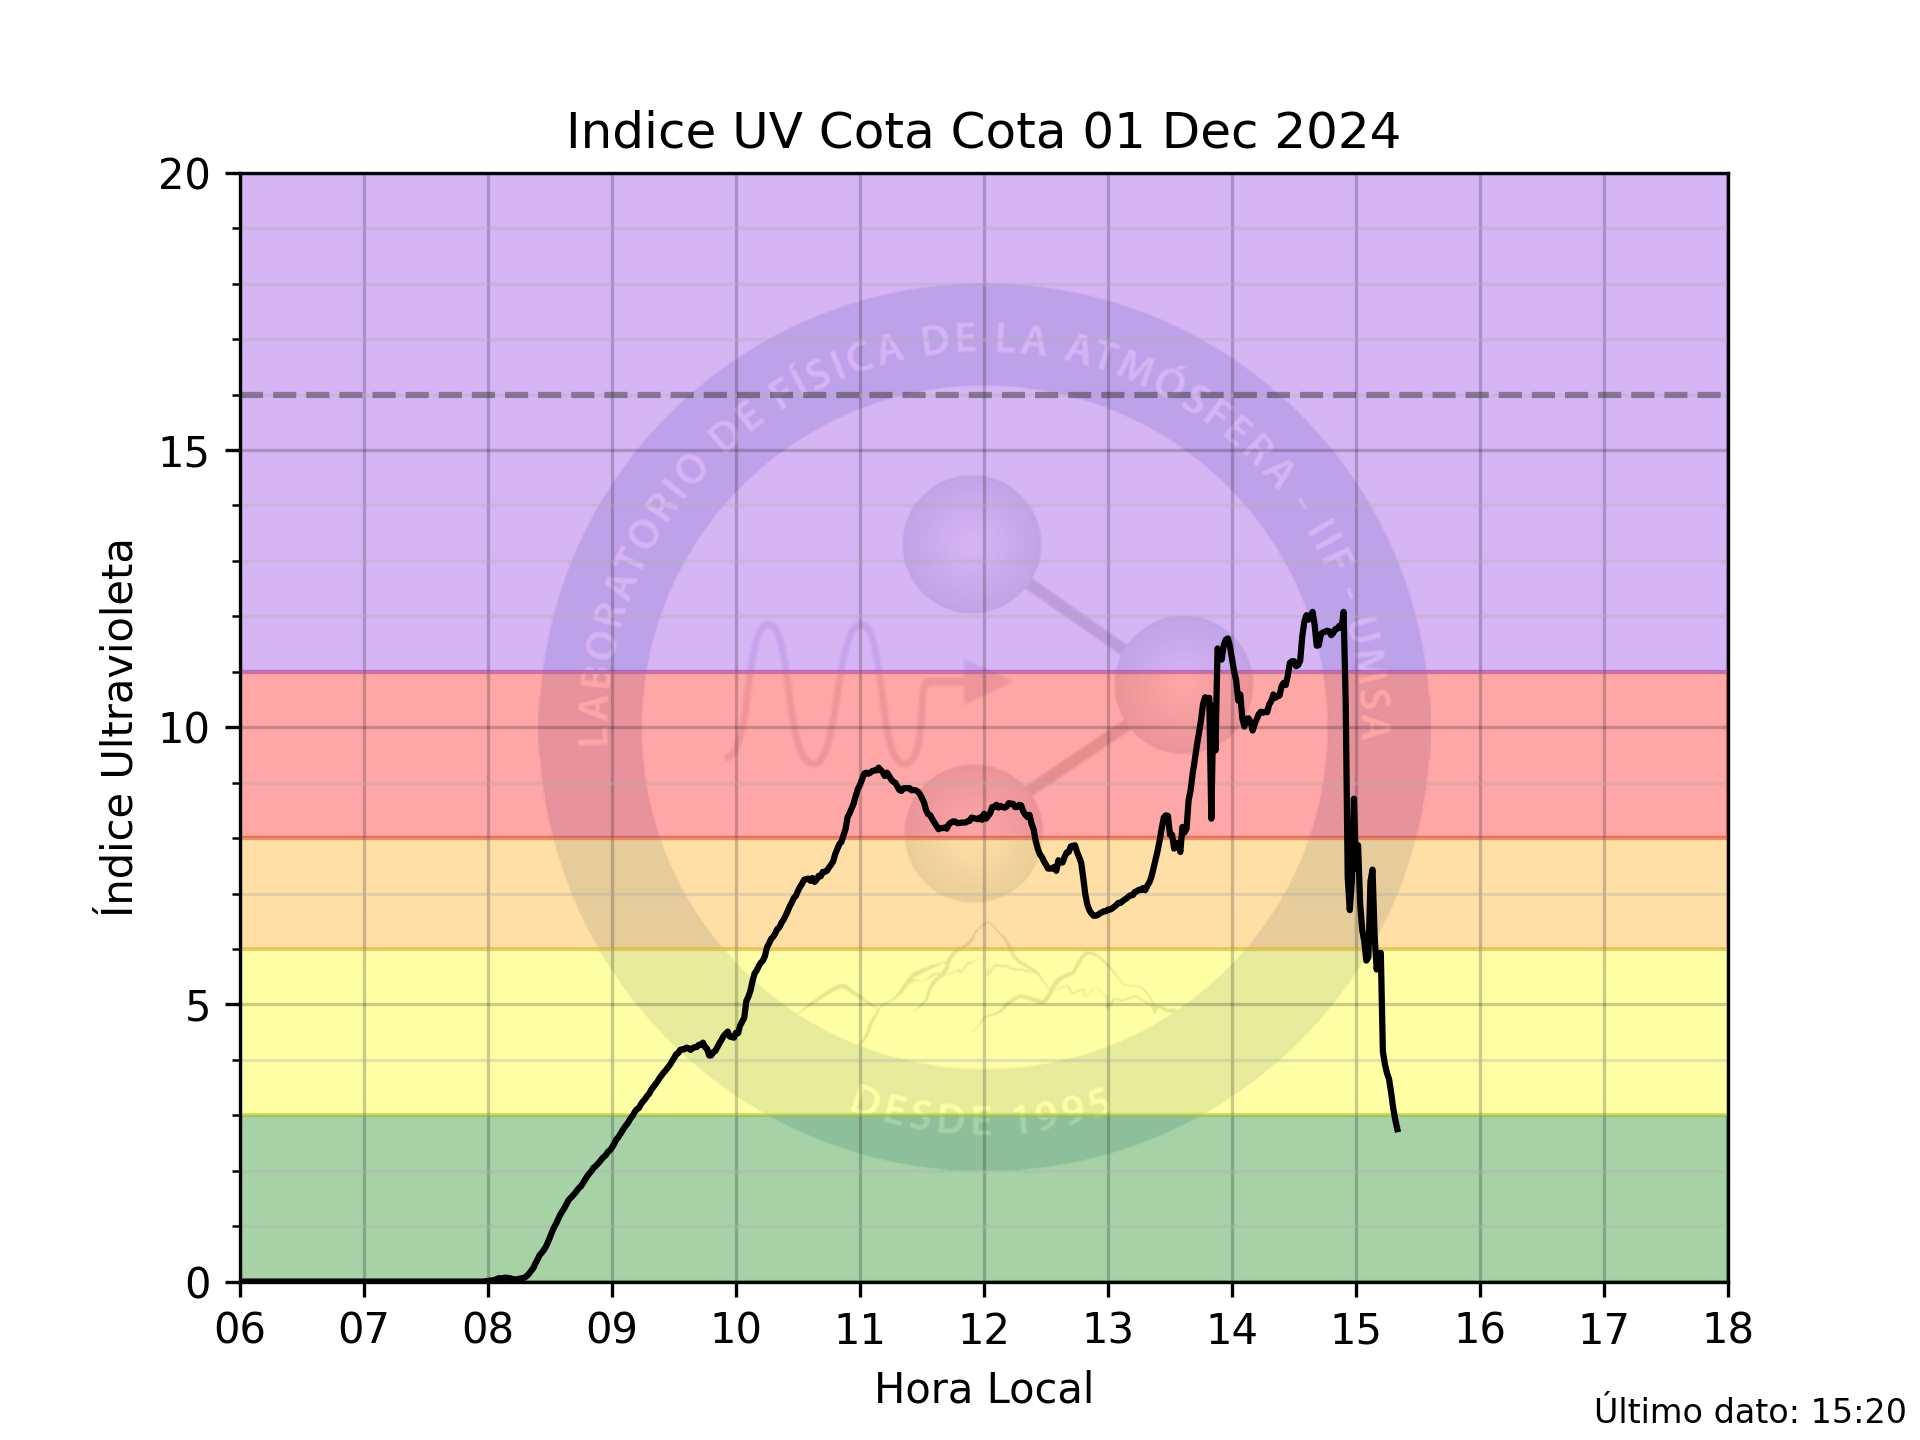 Indice UV Cota Cota 01 Dec 2024
20
15
10
5
0
Índice Ultravioleta
LABORATORIO DE FÍSICA DE LA ATMÓSFERA - IIF - UMSA
DESDE 1995
06 07 08 09 10 11 12 13 14 15 16 17 18
Hora Local
Último dato: 15:20